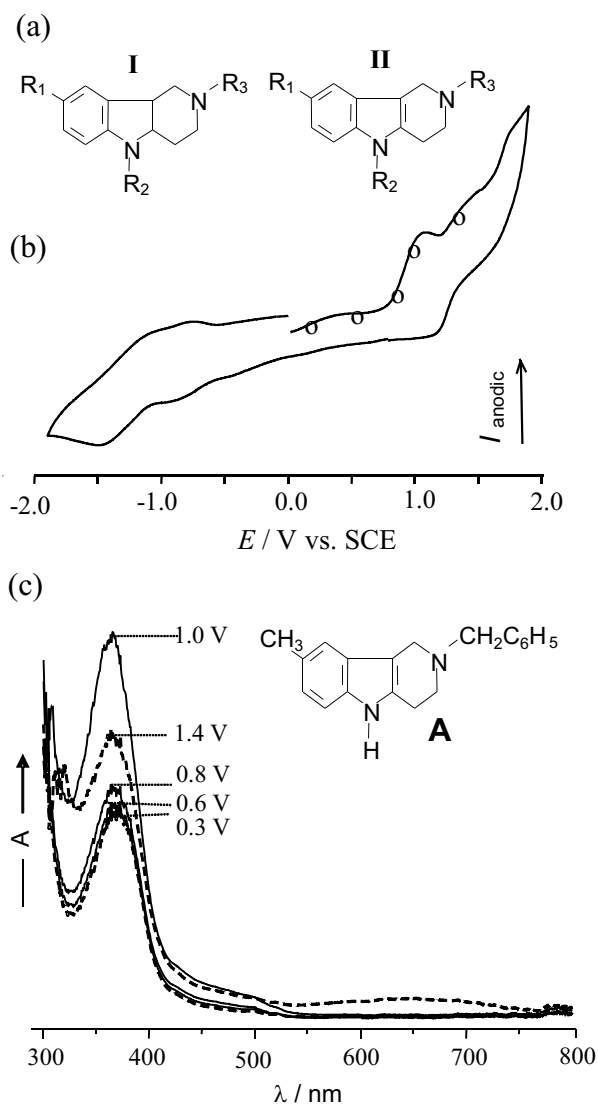 (a)
I
II
R1
N
R3
N
R2
R1
N
R3
N
R2
(b)
I anodic
-2.0 -1.0 0.0 1.0 2.0
E / V vs. SCE
(c)
1.0 V
1.4 V
0.8 V
0.6 V
0.3 V
CH3
N
CH2C6H5
N
H
A
A
300 400 500 600 700 800
λ / nm